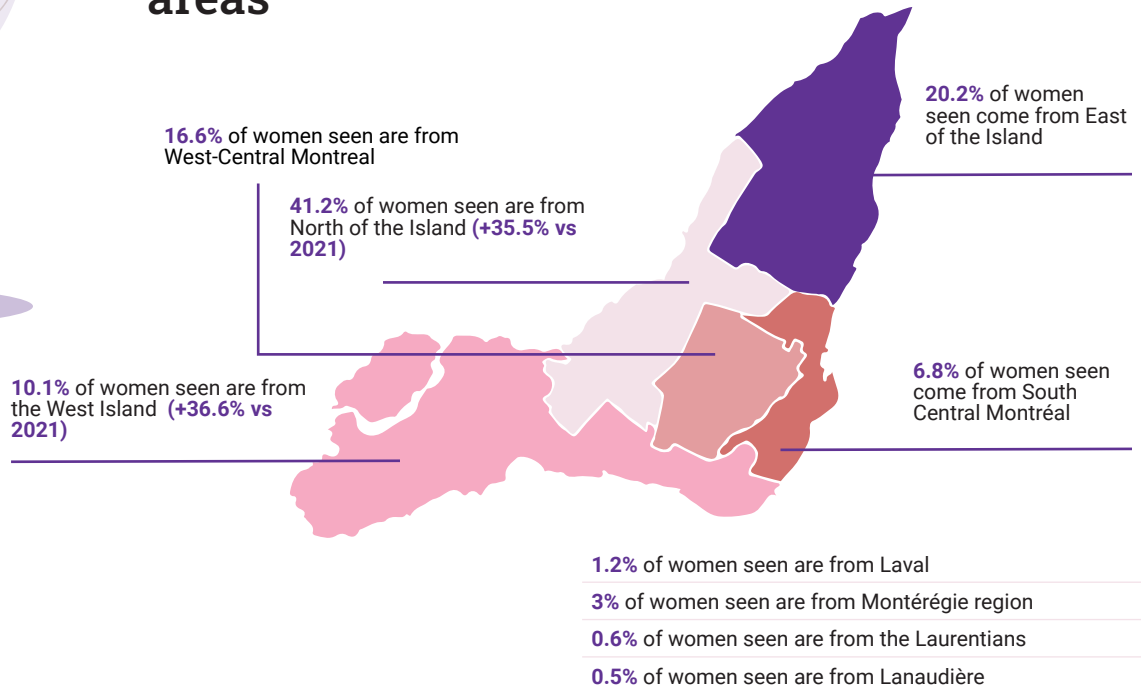 areas
16.6% of women seen are from
West-Central Montreal
41.2% of women seen are from
North of the Island (+35.5% vs
2021)
20.2% of women
seen come from East
of the Island
10.1% of women seen are from
the West Island (+36.6% vs
2021)
6.8% of women seen
come from South
Central Montréal
1.2% of women seen are from Laval
3% of women seen are from Montérégie region
0.6% of women seen are from the Laurentians
0.5% of women seen are from Lanaudière